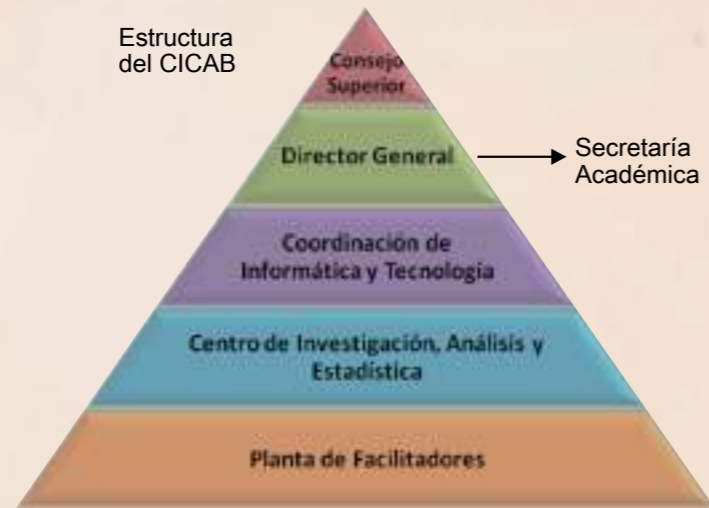 Estructura
del CICAB
Consejo
Superior
Director General
Secretaría
Académica
Coordinación de
Informática y Tecnología
Centro de Investigación, Análisis y
Estadística
Planta de Facilitadores